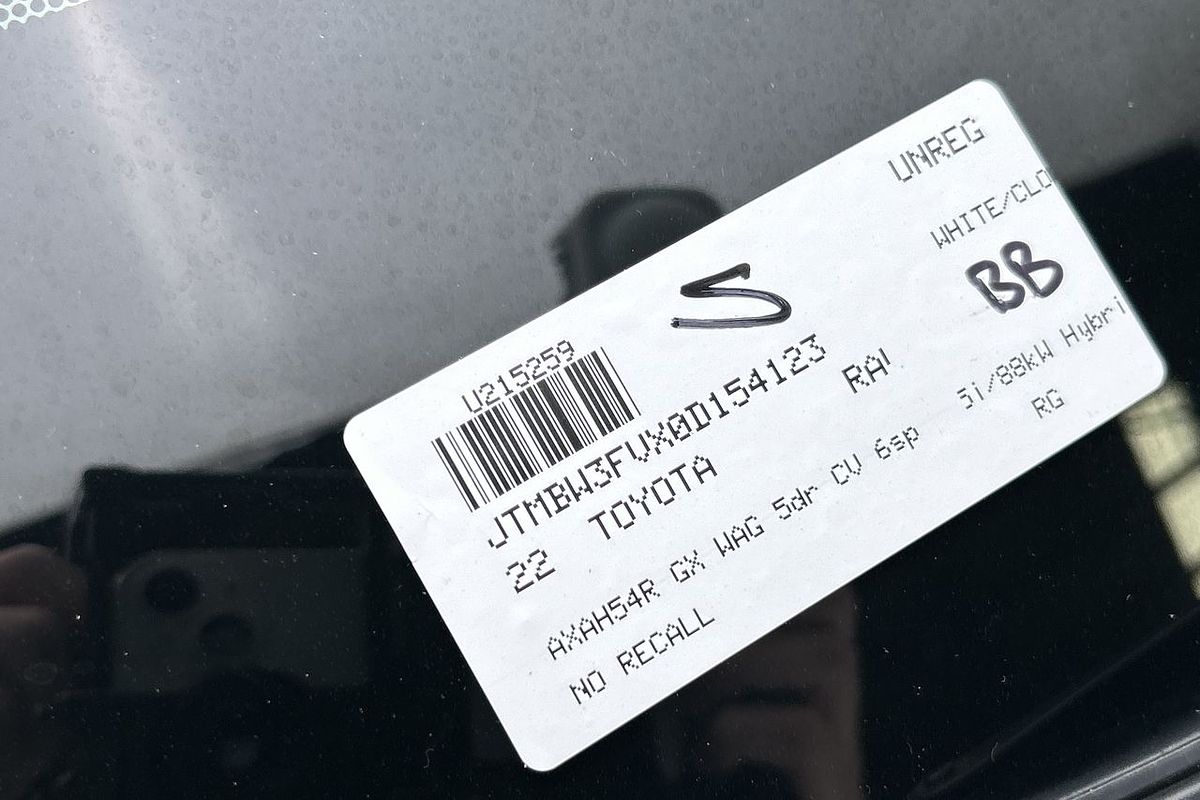 UNREG
WHITE/CLO
S
BB
U215259
JTMBW3FVX0D154123
22 TOYOTA RAI
AXAH54R GX WAG 5dr CV 6sp 5i/88kW Hybri
NO RECALL RG